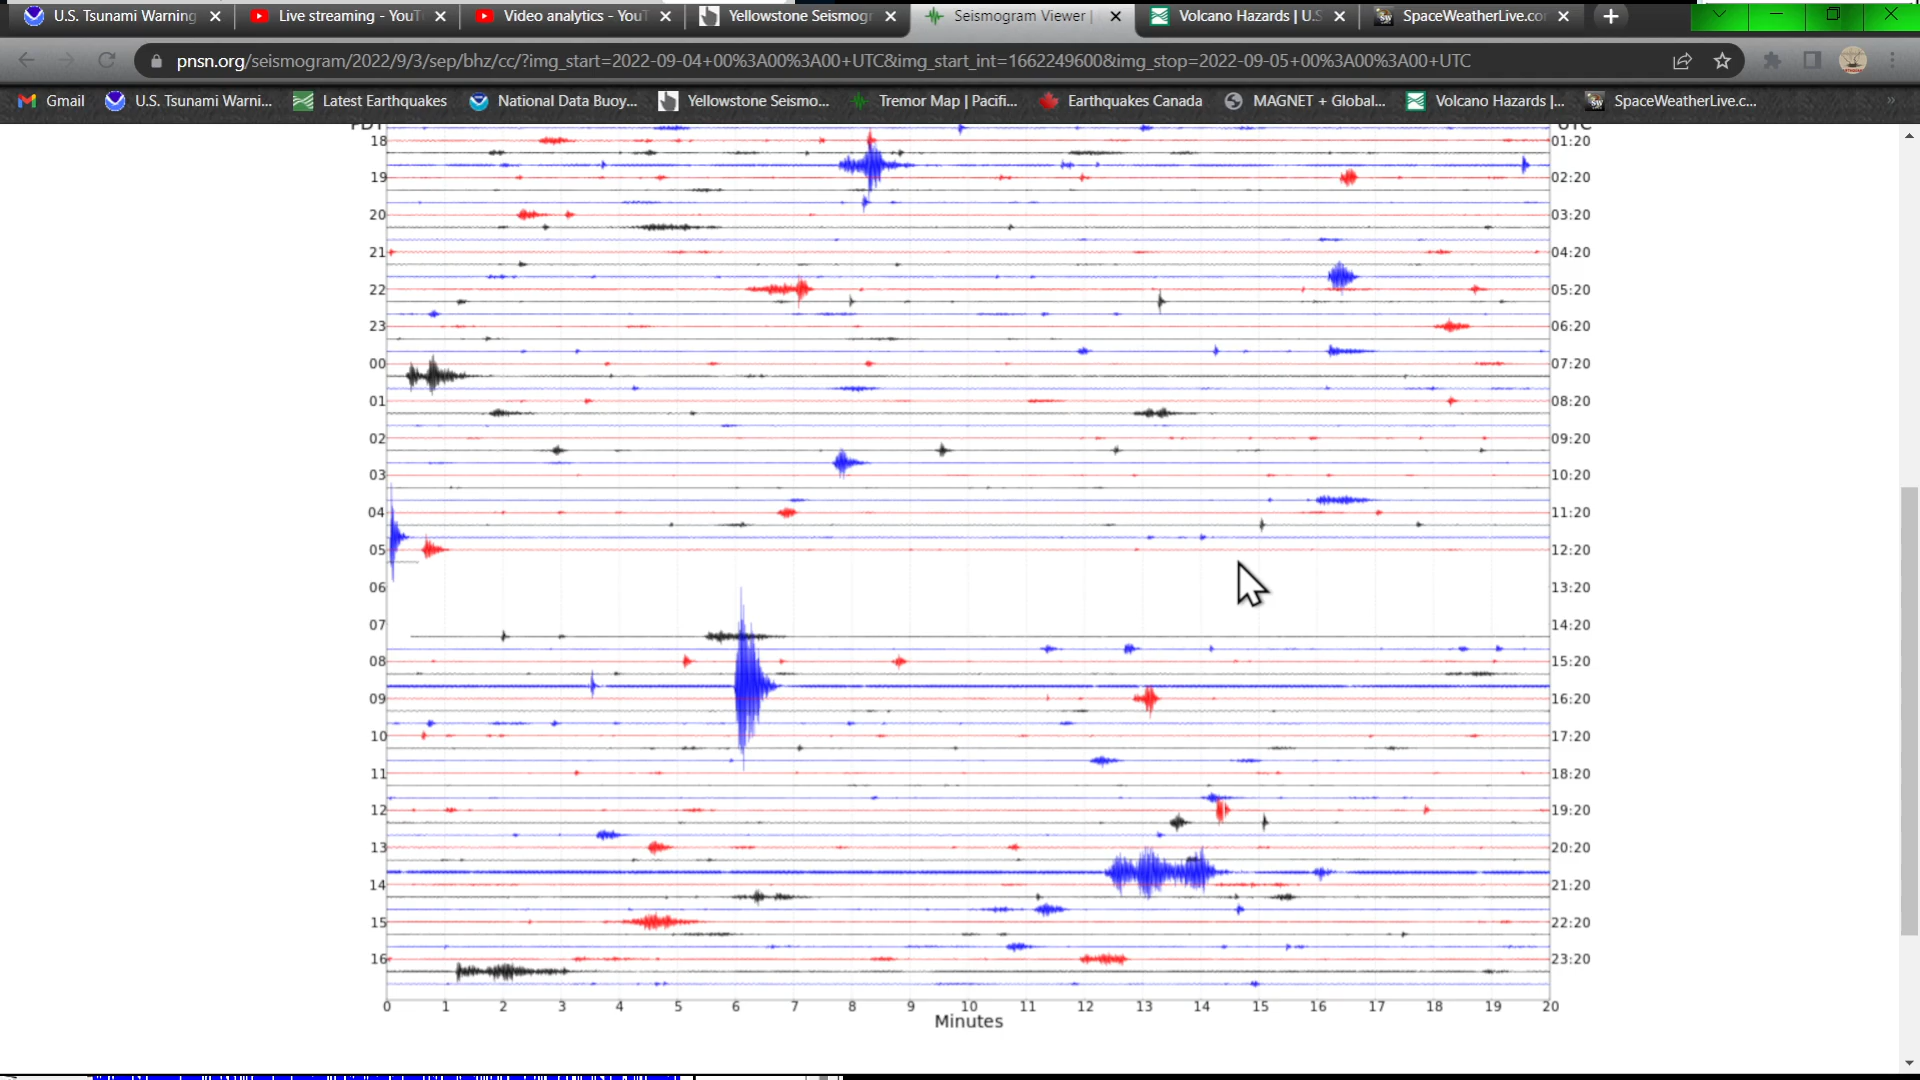 U.S. Tsunami Warning
Live streaming - YouT
Video analytics - YouT
Yellowstone Seismogr
Seismogram Viewer |
Volcano Hazards | U.S
SpaceWeatherLive.co
pnsn.org/seismogram/2022/9/3/sep/bhz/cc/?img_start=2022-09-04+00%3A00%3A00+UTC&img_start_int=1662249600&img_stop=2022-09-05+00%3A00%3A00+UTC
Gmail
U.S. Tsunami Warni...
Latest Earthquakes
National Data Buoy...
Yellowstone Seismo...
Tremor Map | Pacifi...
Earthquakes Canada
MAGNET + Global...
Volcano Hazards |...
SpaceWeatherLive.c...
PDT UTC
18 01:20
19 02:20
20 03:20
21 04:20
22 05:20
23 06:20
00 07:20
01 08:20
02 09:20
03 10:20
04 11:20
05 12:20
06 13:20
07 14:20
08 15:20
09 16:20
10 17:20
11 18:20
12 19:20
13 20:20
14 21:20
15 22:20
16 23:20
0 1 2 3 4 5 6 7 8 9 10 11 12 13 14 15 16 17 18 19 20
Minutes